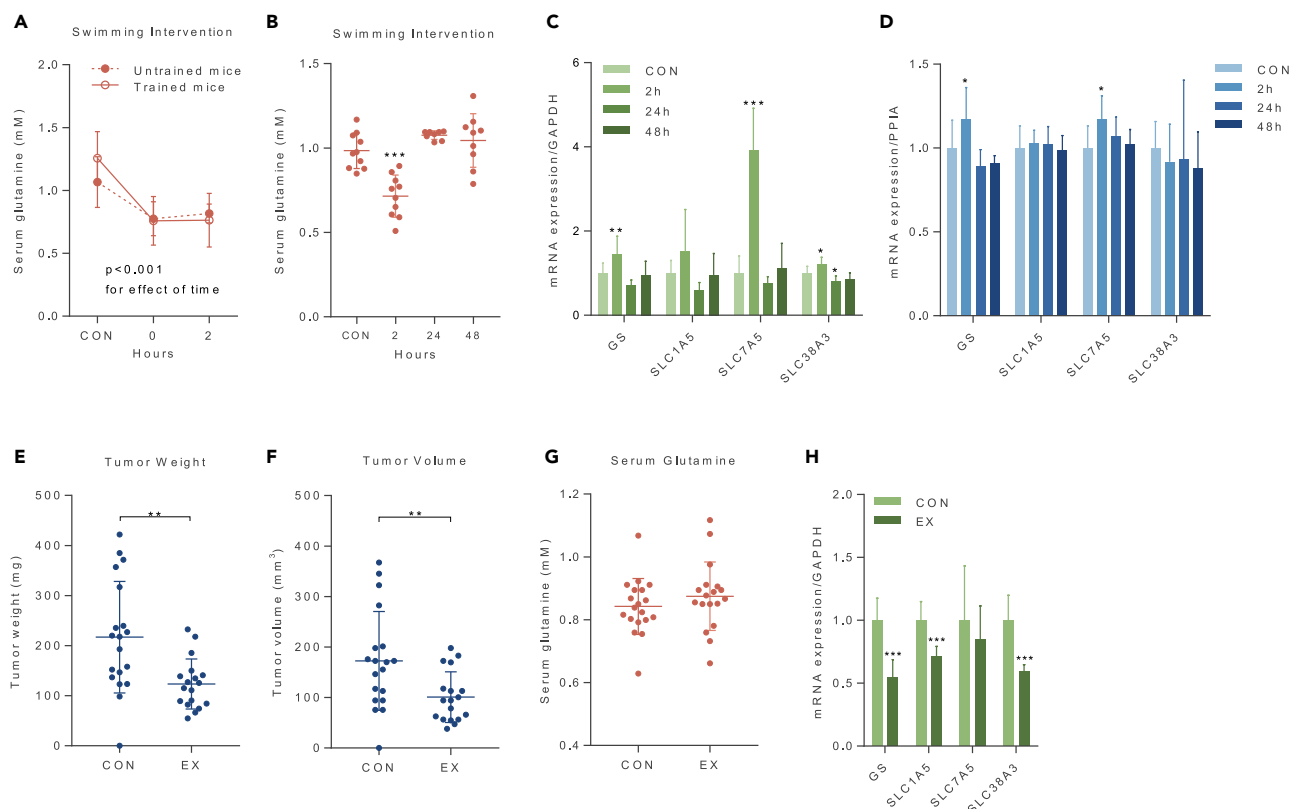 A
Swimming Intervention
Serum glutamine (mM)
2.0
1.5
1.0
0.5
0.0
Untrained mice
Trained mice
p<0.001
for effect of time
CON
0
2
Hours
B
Swimming Intervention
Serum glutamine (mM)
1.5
1.0
0.5
0.0
***
CON
2
24
48
Hours
C
mRNA expression/GAPDH
6
4
2
0
CON
2h
24h
48h
**
***
*
*
GS
SLC1A5
SLC7A5
SLC38A3
D
mRNA expression/PPIA
1.5
1.0
0.5
0.0
*
*
CON
2h
24h
48h
GS
SLC1A5
SLC7A5
SLC38A3
E
Tumor Weight
Tumor weight (mg)
500
400
300
200
100
0
**
CON
EX
F
Tumor Volume
Tumor volume (mm³)
500
400
300
200
100
0
**
CON
EX
G
Serum Glutamine
Serum glutamine (mM)
1.2
1.0
0.8
0.6
0.4
CON
EX
H
mRNA expression/GAPDH
2.0
1.5
1.0
0.5
0.0
CON
EX
***
***
***
GS
SLC1A5
SLC7A5
SLC38A3